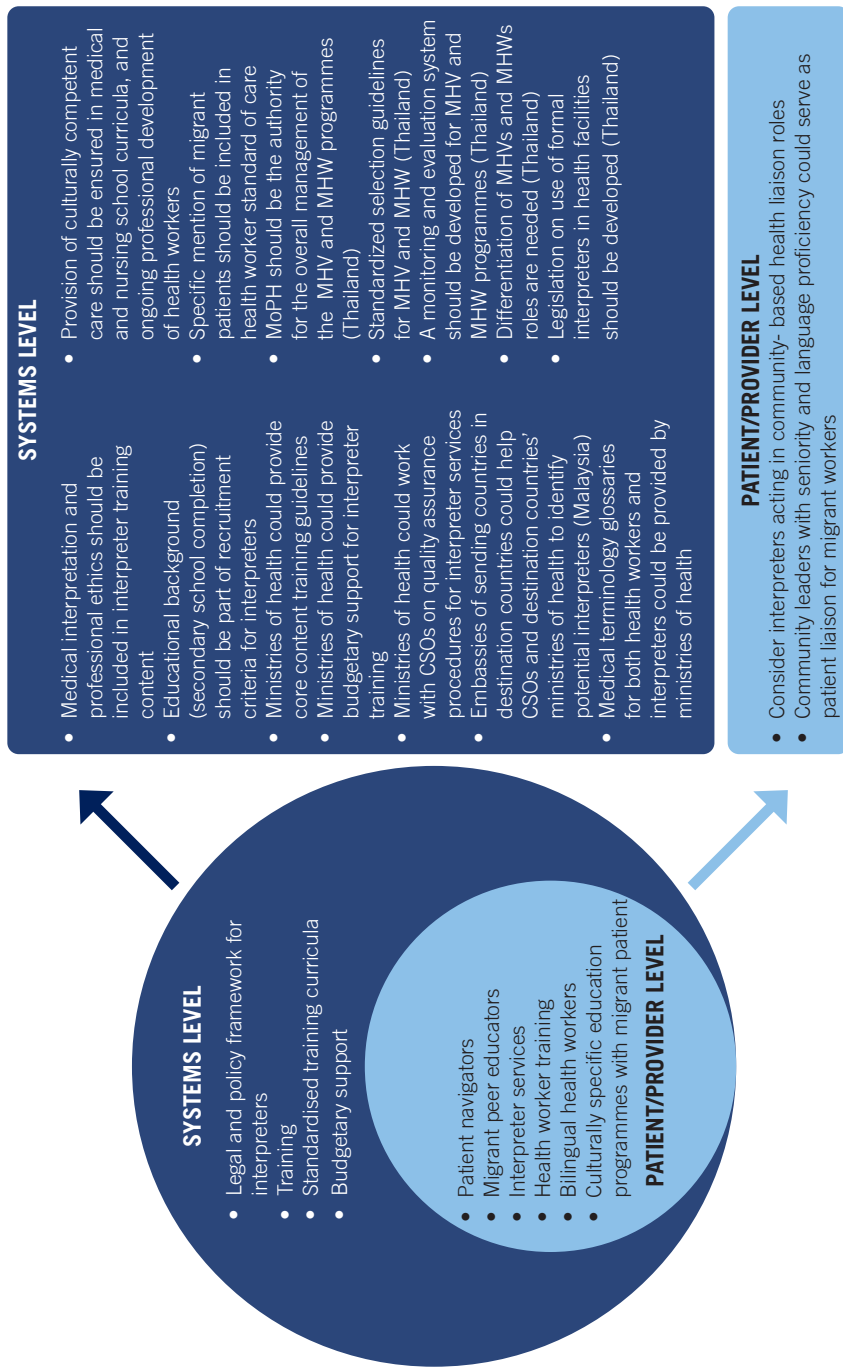 SYSTEMS LEVEL
• Legal and policy framework for
interpreters
• Training
• Standardised training curricula
• Budgetary support
• Patient navigators
• Migrant peer educators
• Interpreter services
• Health worker training
• Bilingual health workers
• Culturally specific education
programmes with migrant patient
PATIENT/PROVIDER LEVEL
SYSTEMS LEVEL
• Medical interpretation and
professional ethics should be
included in interpreter training
content
• Educational background
(secondary school completion)
should be part of recruitment
criteria for interpreters
• Ministries of health could provide
core content training guidelines
• Ministries of health could provide
budgetary support for interpreter
training
• Ministries of health could work
with CSOs on quality assurance
procedures for interpreter services
• Embassies of sending countries in
destination countries could help
CSOs and destination countries'
ministries of health to identify
potential interpreters (Malaysia)
• Medical terminology glossaries
for both health workers and
interpreters could be provided by
ministries of health
• Provision of culturally competent
care should be ensured in medical
and nursing school curricula, and
ongoing professional development
of health workers
• Specific mention of migrant
patients should be included in
health worker standard of care
• MoPH should be the authority
for the overall management of
the MHV and MHW programmes
(Thailand)
• Standardized selection guidelines
for MHV and MHW (Thailand)
• A monitoring and evaluation system
should be developed for MHV and
MHW programmes (Thailand)
• Differentiation of MHVs and MHWs
roles are needed (Thailand)
• Legislation on use of formal
interpreters in health facilities
should be developed (Thailand)
PATIENT/PROVIDER LEVEL
• Consider interpreters acting in community- based health liaison roles
• Community leaders with seniority and language proficiency could serve as
patient liaison for migrant workers